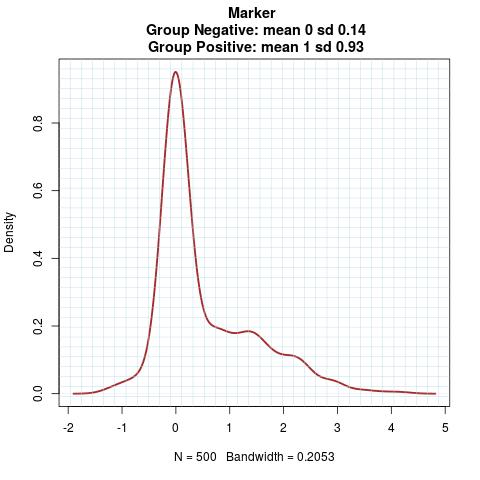 Marker
Group Negative: mean 0 sd 0.14
Group Positive: mean 1 sd 0.93
Density
0.8
0.6
0.4
0.2
0.0
-2 -1 0 1 2 3 4 5
N = 500 Bandwidth = 0.2053